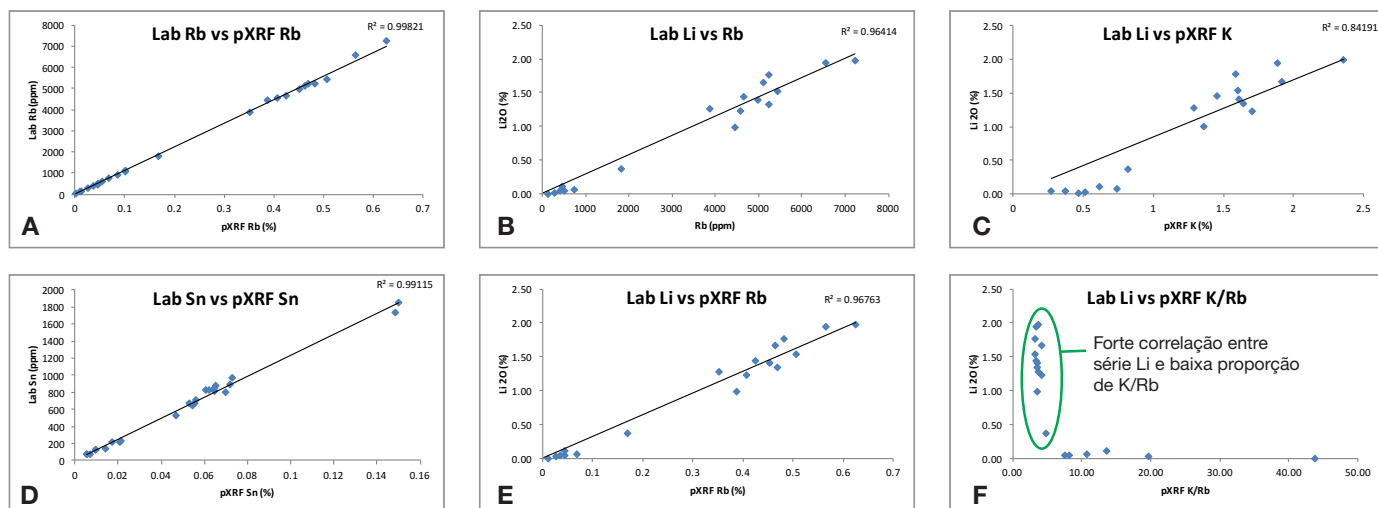 Lab Rb vs pXRF Rb
R² = 0.99821
Lab Rb (ppm)
8000
7000
6000
5000
4000
3000
2000
1000
0
0
0.1
0.2
0.3
0.4
0.5
0.6
0.7
pXRF Rb (%)
A
Lab Li vs Rb
R² = 0.96414
Li2O (%)
2.50
2.00
1.50
1.00
0.50
0.00
0
1000
2000
3000
4000
5000
6000
7000
8000
Rb (ppm)
B
Lab Li vs pXRF K
R² = 0.84191
Li 2O (%)
2.50
2.00
1.50
1.00
0.50
0.00
0
0.5
1
1.5
2
2.5
pXRF K (%)
C
Lab Sn vs pXRF Sn
R² = 0.99115
Lab Sn (ppm)
2000
1800
1600
1400
1200
1000
800
600
400
200
0
0
0.02
0.04
0.06
0.08
0.10
0.12
0.14
0.16
pXRF Sn (%)
D
Lab Li vs pXRF Rb
R² = 0.96763
Li 2O (%)
2.50
2.00
1.50
1.00
0.50
0.00
0
0.1
0.2
0.3
0.4
0.5
0.6
0.7
pXRF Rb (%)
E
Lab Li vs pXRF K/Rb
Li 2O (%)
2.50
2.00
1.50
1.00
0.50
0.00
0.00
10.00
20.00
30.00
40.00
50.00
pXRF K/Rb
Forte correlação entre
série Li e baixa proporção
de K/Rb
F